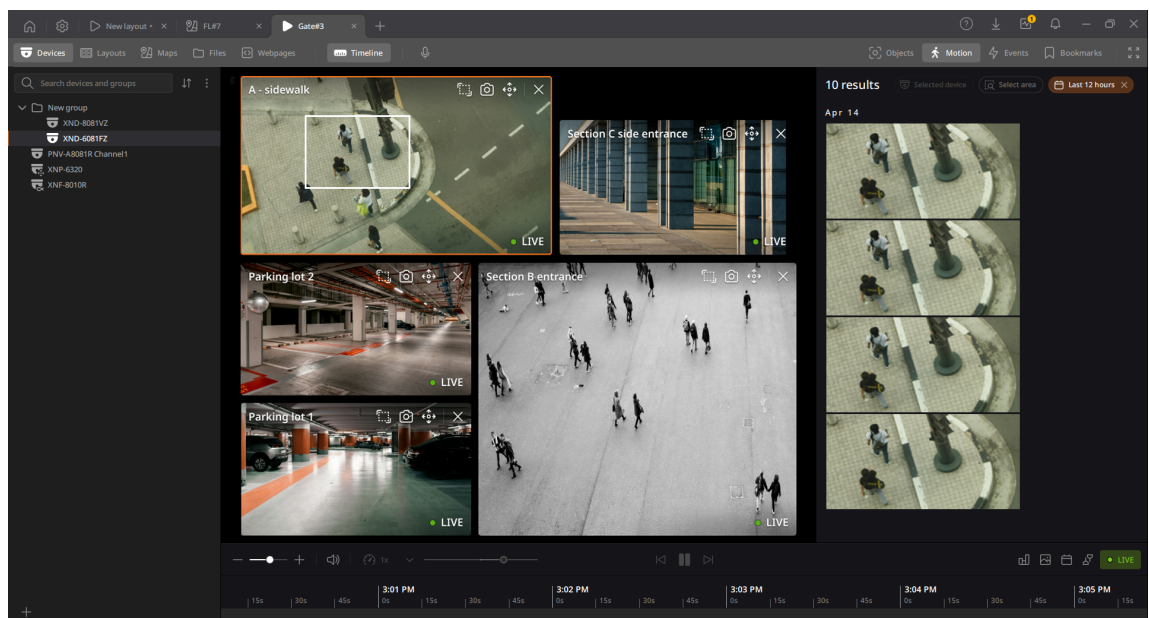 New layout •
FL#7
Gate#3
1
Devices
Layouts
Maps
Files
Webpages
Timeline
Objects
Motion
Events
Bookmarks
Search devices and groups
New group
XND-8081VZ
XND-6081FZ
PNV-A8081R Channel1
XNP-6320
XNF-8010R
A - sidewalk
LIVE
Section C side entrance
LIVE
Parking lot 2
LIVE
Section B entrance
LIVE
Parking lot 1
LIVE
10 results
Selected device
Select area
Last 12 hours
Apr 14
1x
LIVE
3:01 PM
3:02 PM
3:03 PM
3:04 PM
3:05 PM
15s 30s 45s 0s 15s 30s 45s 0s 15s 30s 45s 0s 15s 30s 45s 0s 15s 30s 45s 0s 15s